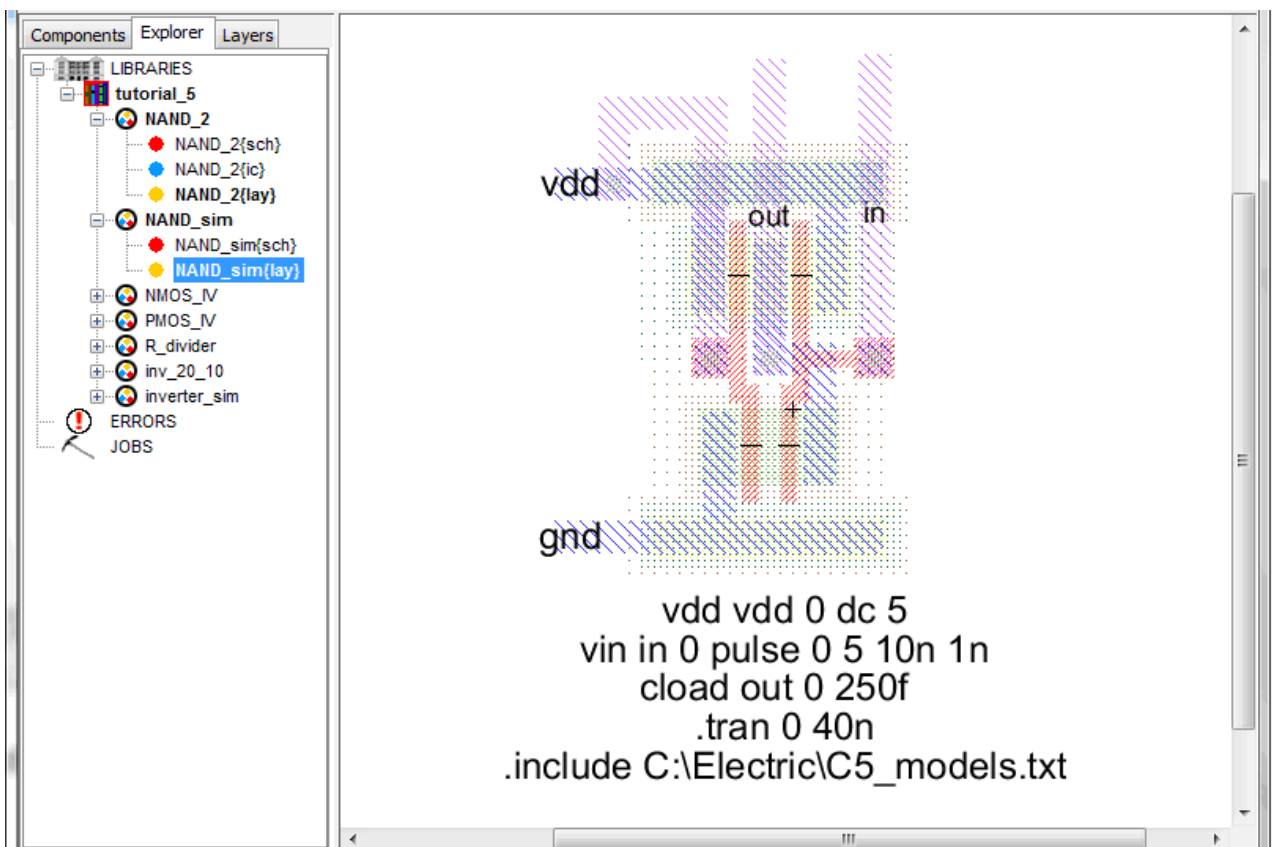 Components Explorer Layers
LIBRARIES
tutorial_5
NAND_2
NAND_2{sch}
NAND_2{ic}
NAND_2{lay}
NAND_sim
NAND_sim{sch}
NAND_sim{lay}
NMOS_IV
PMOS_IV
R_divider
inv_20_10
inverter_sim
ERRORS
JOBS
vdd
out in
gnd
vdd vdd 0 dc 5
vin in 0 pulse 0 5 10n 1n
cload out 0 250f
.tran 0 40n
.include C:\Electric\C5_models.txt